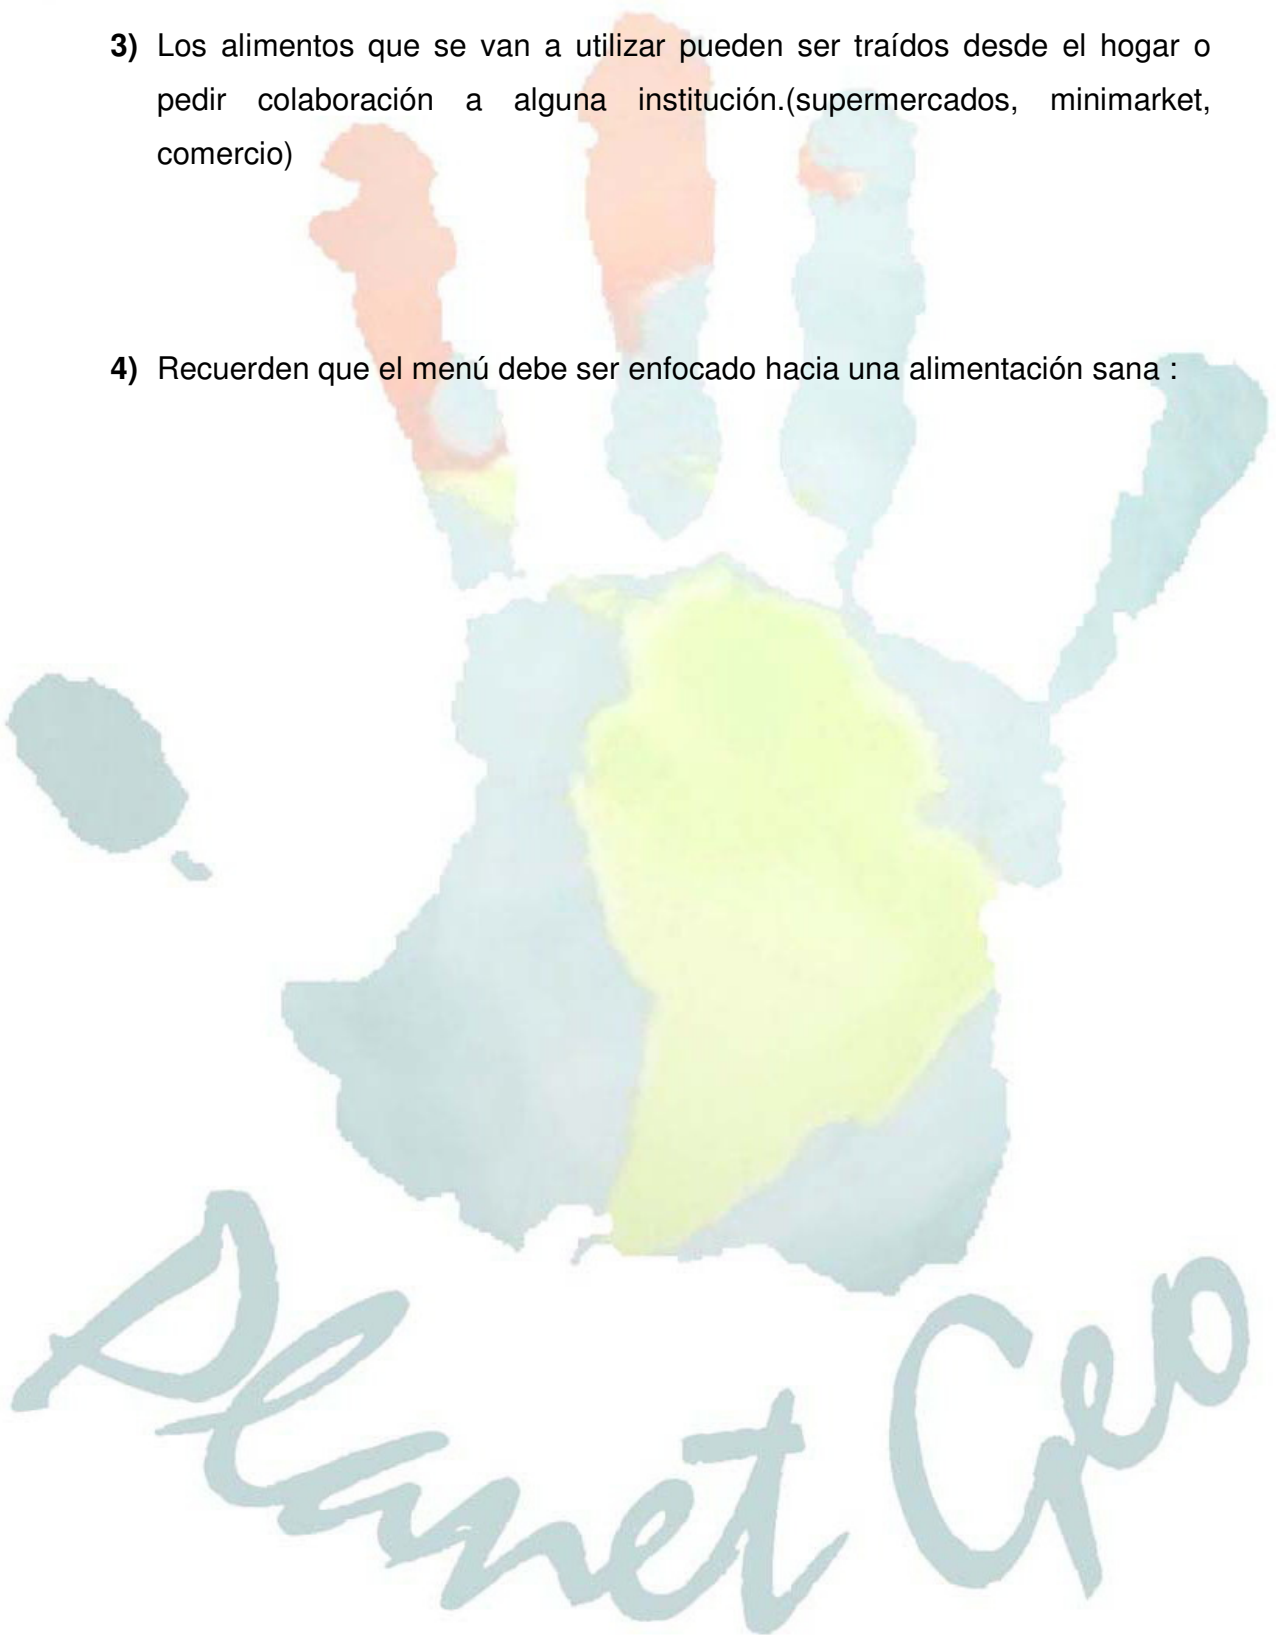 3) Los alimentos que se van a utilizar pueden ser traídos desde el hogar o
pedir colaboración a alguna institución.(supermercados, minimarket,
comercio)
4) Recuerden que el menú debe ser enfocado hacia una alimentación sana :
Planet Geo